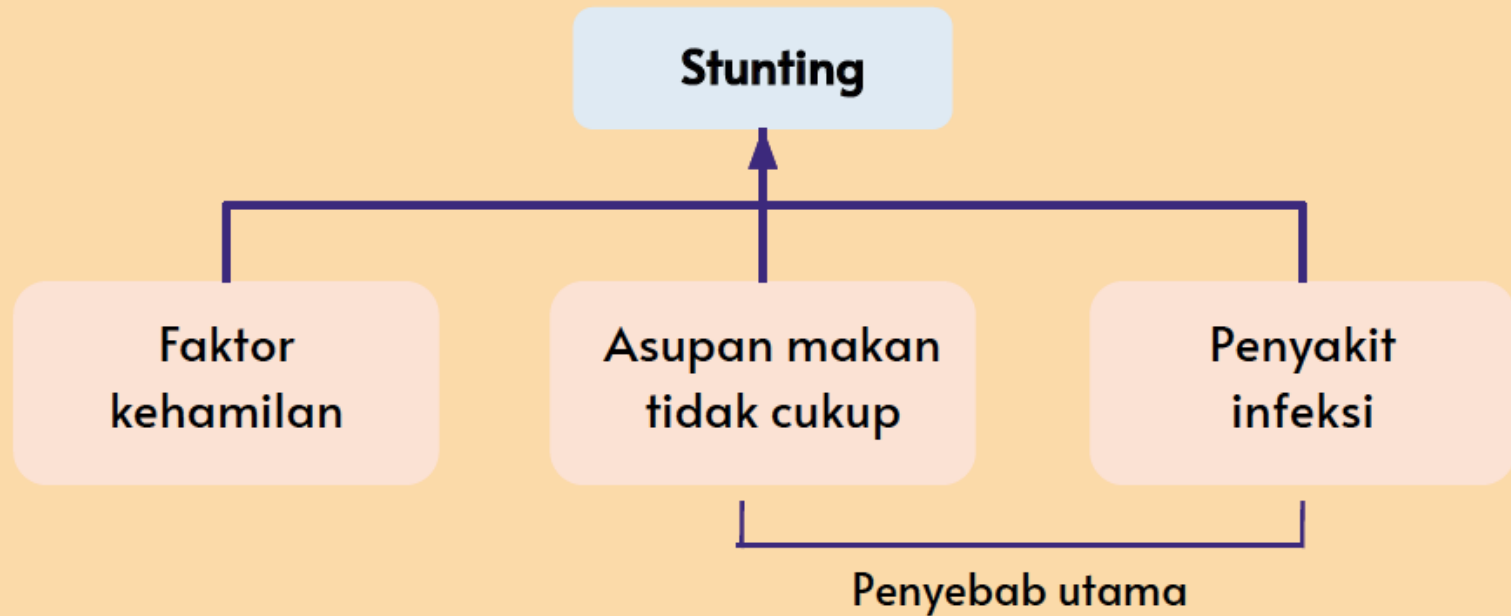 Stunting
Faktor
kehamilan
Asupan makan
tidak cukup
Penyakit
infeksi
Penyebab utama